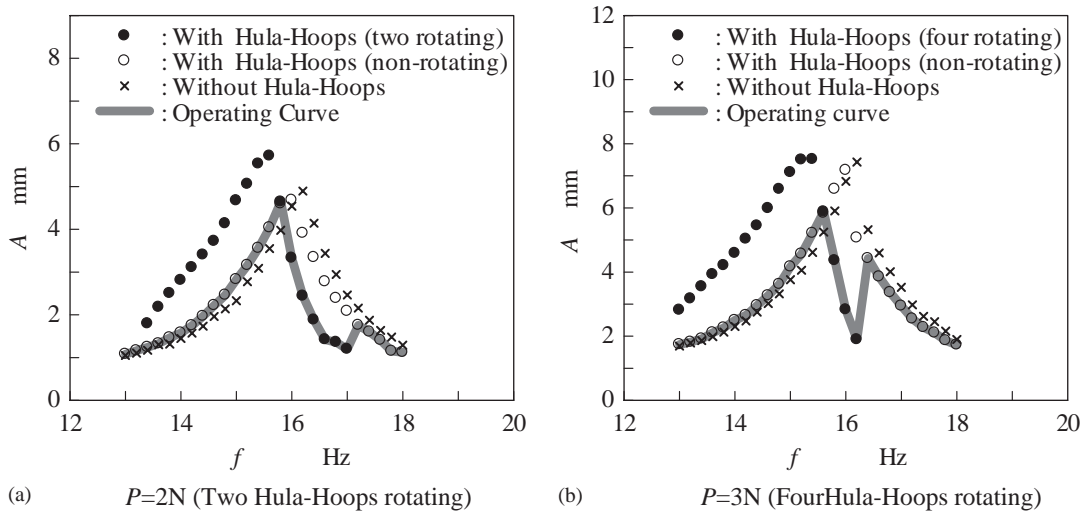 8
6
4
2
0
A mm
● : With Hula-Hoops (two rotating)
○ : With Hula-Hoops (non-rotating)
× : Without Hula-Hoops
: Operating Curve
12 14 16 18 20
f Hz
(a) P=2N (Two Hula-Hoops rotating)
12
10
8
6
4
2
0
A mm
● : With Hula-Hoops (four rotating)
○ : With Hula-Hoops (non-rotating)
× : Without Hula-Hoops
: Operating curve
12 14 16 18 20
f Hz
(b) P=3N (FourHula-Hoops rotating)